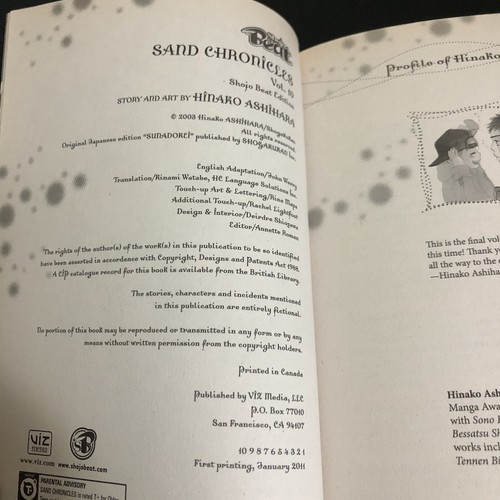 Shojo Beat
SAND CHRONICLES
Vol. 10
Shojo Beat Edition
STORY AND ART BY HINAKO ASHIHARA
© 2003 Hinako ASHIHARA/Shogakukan
All rights reserved.
Original Japanese edition "SUNADOKEI" published by SHOGAKUKAN Inc.
English Adaptation/John Werry
Translation/Kinami Watabe, HC Language Solutions, Inc.
Touch-up Art & Lettering/Rina Mapa
Additional Touch-up/Rachel Lightfoot
Design & Interior/Deirdre Shiozawa
Editor/Annette Roman
The rights of the author(s) of the work(s) in this publication to be so identified
have been asserted in accordance with Copyright, Designs and Patents Act 1988.
A CIP catalogue record for this book is available from the British Library.
The stories, characters and incidents mentioned
in this publication are entirely fictional.
No portion of this book may be reproduced or transmitted in any form or by any
means without written permission from the copyright holders.
Printed in Canada
Published by VIZ Media, LLC
P.O. Box 77010
San Francisco, CA 94107
10 9 8 7 6 5 4 3 2 1
First printing, January 2011
VIZ
MEDIA
Beat
www.viz.com www.shojobeat.com
T+
PARENTAL ADVISORY
SAND CHRONICLES is rated T+ for Older
Profile of Hinako
This is the final vol
this time! Thank y
all the way to the e
—Hinako Ashiha
Hinako Ash
Manga Awa
with Sono
Bessatsu Sh
works inclu
Tennen Bi